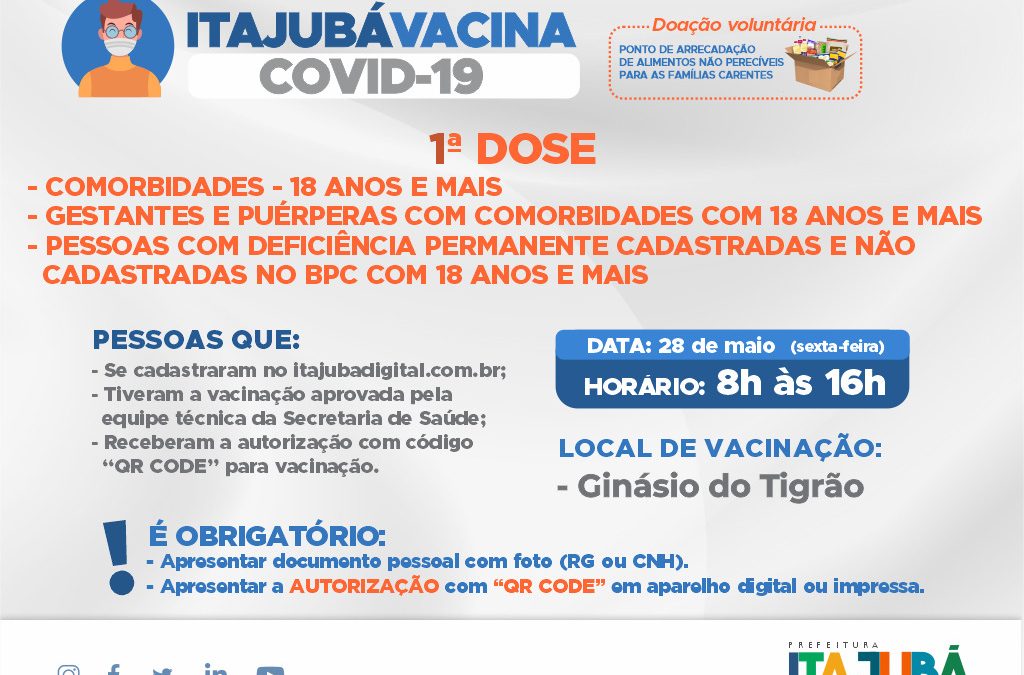 ITAJUBÁVACINA
COVID-19
Doação voluntária
PONTO DE ARRECADAÇÃO
DE ALIMENTOS NÃO PERECÍVEIS
PARA AS FAMÍLIAS CARENTES
1ª DOSE
- COMORBIDADES - 18 ANOS E MAIS
- GESTANTES E PUÉRPERAS COM COMORBIDADES COM 18 ANOS E MAIS
- PESSOAS COM DEFICIÊNCIA PERMANENTE CADASTRADAS E NÃO
CADASTRADAS NO BPC COM 18 ANOS E MAIS
PESSOAS QUE:
- Se cadastraram no itajubadigital.com.br;
- Tiveram a vacinação aprovada pela
equipe técnica da Secretaria de Saúde;
- Receberam a autorização com código
“QR CODE” para vacinação.
DATA: 28 de maio (sexta-feira)
HORÁRIO: 8h às 16h
LOCAL DE VACINAÇÃO:
- Ginásio do Tigrão
! É OBRIGATÓRIO:
- Apresentar documento pessoal com foto (RG ou CNH).
- Apresentar a AUTORIZAÇÃO com “QR CODE” em aparelho digital ou impressa.
PREFEITURA
ITAJUBÁ